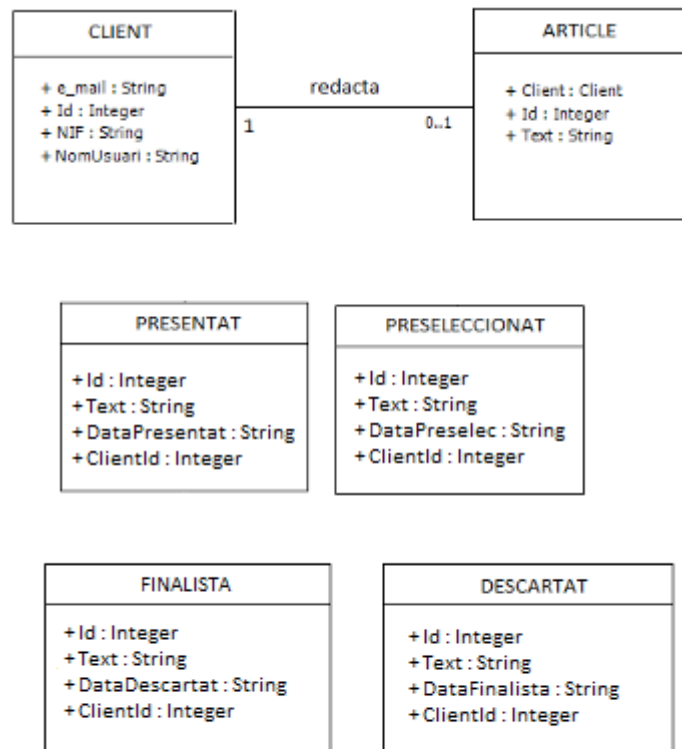 CLIENT
+ e_mail : String
+ Id : Integer
+ NIF : String
+ NomUsuari : String
redacta
1
0..1
ARTICLE
+ Client : Client
+ Id : Integer
+ Text : String
PRESENTAT
+Id : Integer
+Text : String
+DataPresentat : String
+ClientId : Integer
PRESELECCIONAT
+Id : Integer
+Text : String
+DataPreselec : String
+ClientId : Integer
FINALISTA
+Id : Integer
+Text : String
+DataDescartat : String
+ClientId : Integer
DESCARTAT
+Id : Integer
+Text : String
+DataFinalista : String
+ClientId : Integer